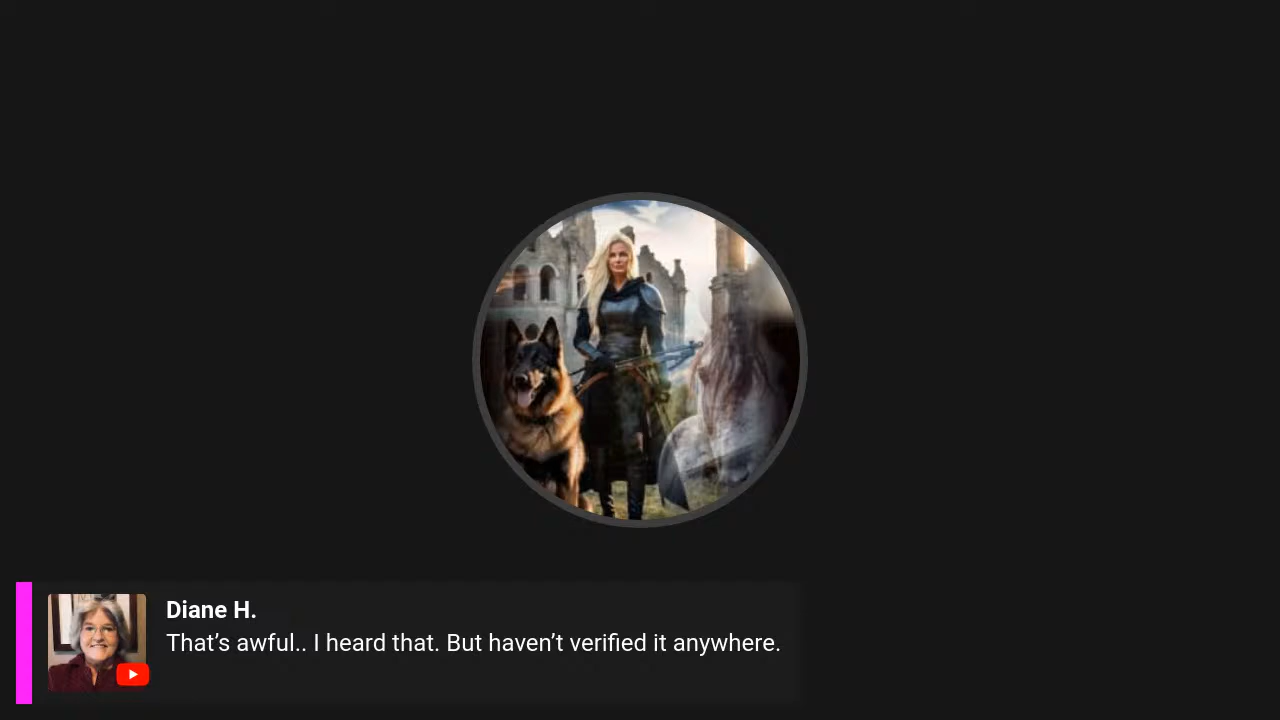 Diane H.
That’s awful.. I heard that. But haven’t verified it anywhere.